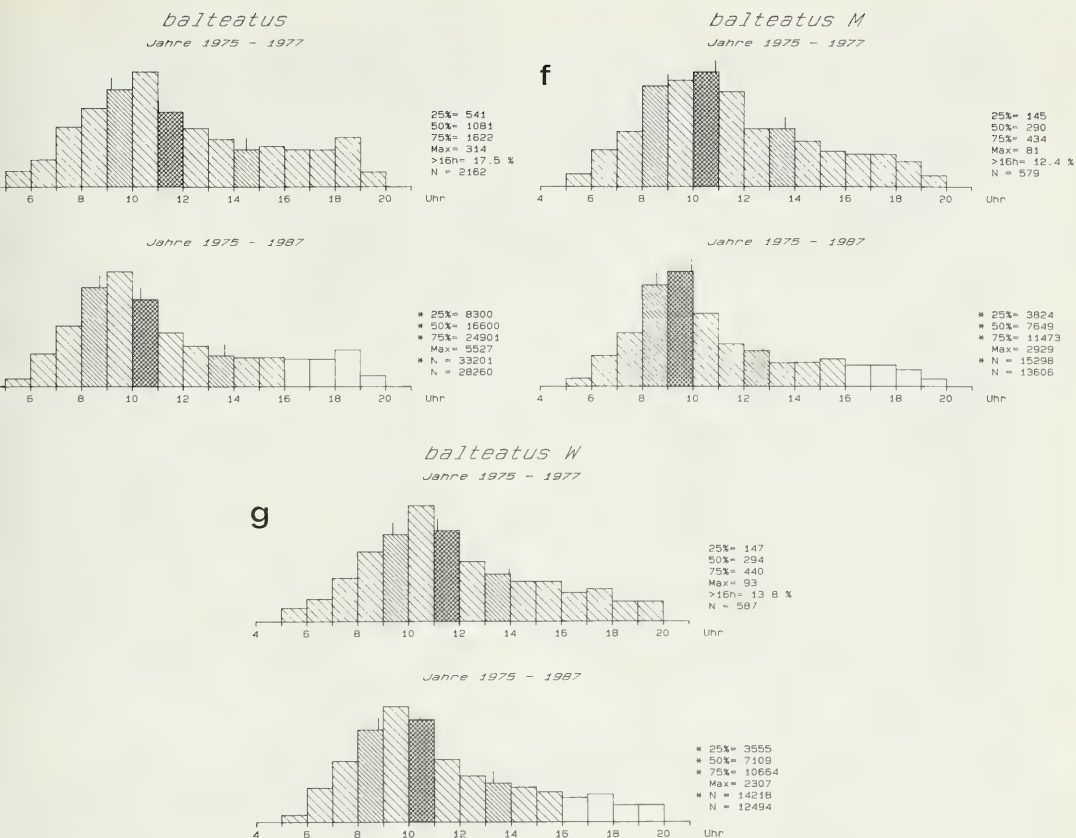 balteatus
Jahre 1975 - 1977
25%= 541
50%= 1081
75%= 1622
Max= 314
>16h= 17.5 %
N = 2162
6 8 10 12 14 16 18 20 Uhr
Jahre 1975 - 1987
* 25%= 8300
* 50%= 16600
* 75%= 24901
Max= 5527
* N = 33201
N = 28260
6 8 10 12 14 16 18 20 Uhr
f
balteatus M
Jahre 1975 - 1977
25%= 145
50%= 290
75%= 434
Max= 81
>16h= 12.4 %
N = 579
4 6 8 10 12 14 16 18 20 Uhr
Jahre 1975 - 1987
* 25%= 3824
* 50%= 7649
* 75%= 11473
Max= 2929
* N = 15298
N = 13606
4 6 8 10 12 14 16 18 20 Uhr
g
balteatus W
Jahre 1975 - 1977
25%= 147
50%= 294
75%= 440
Max= 93
>16h= 13 8 %
N = 587
4 6 8 10 12 14 16 18 20 Uhr
Jahre 1975 - 1987
* 25%= 3555
* 50%= 7109
* 75%= 10664
Max= 2307
* N = 14218
N = 12494
4 6 8 10 12 14 16 18 20 Uhr